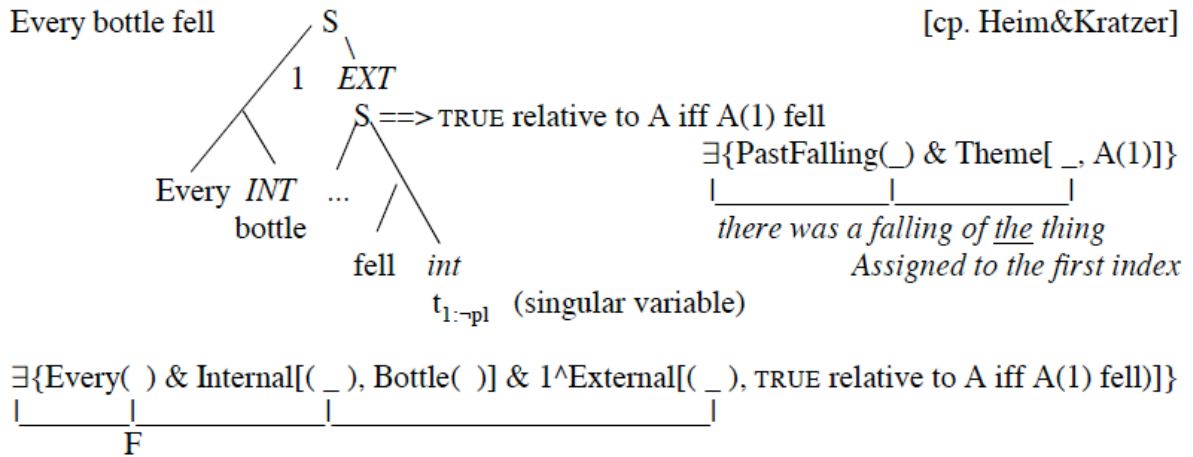 Every bottle fell S [cp. Heim&Kratzer]
1 EXT
S ==> TRUE relative to A iff A(1) fell
∃{PastFalling(_) & Theme[ _, A(1)]}
Every INT ...
bottle
there was a falling of the thing
fell int Assigned to the first index
t1:¬pl (singular variable)
∃{Every( ) & Internal[( _ ), Bottle( )] & 1^External[( _ ), TRUE relative to A iff A(1) fell)]}
F